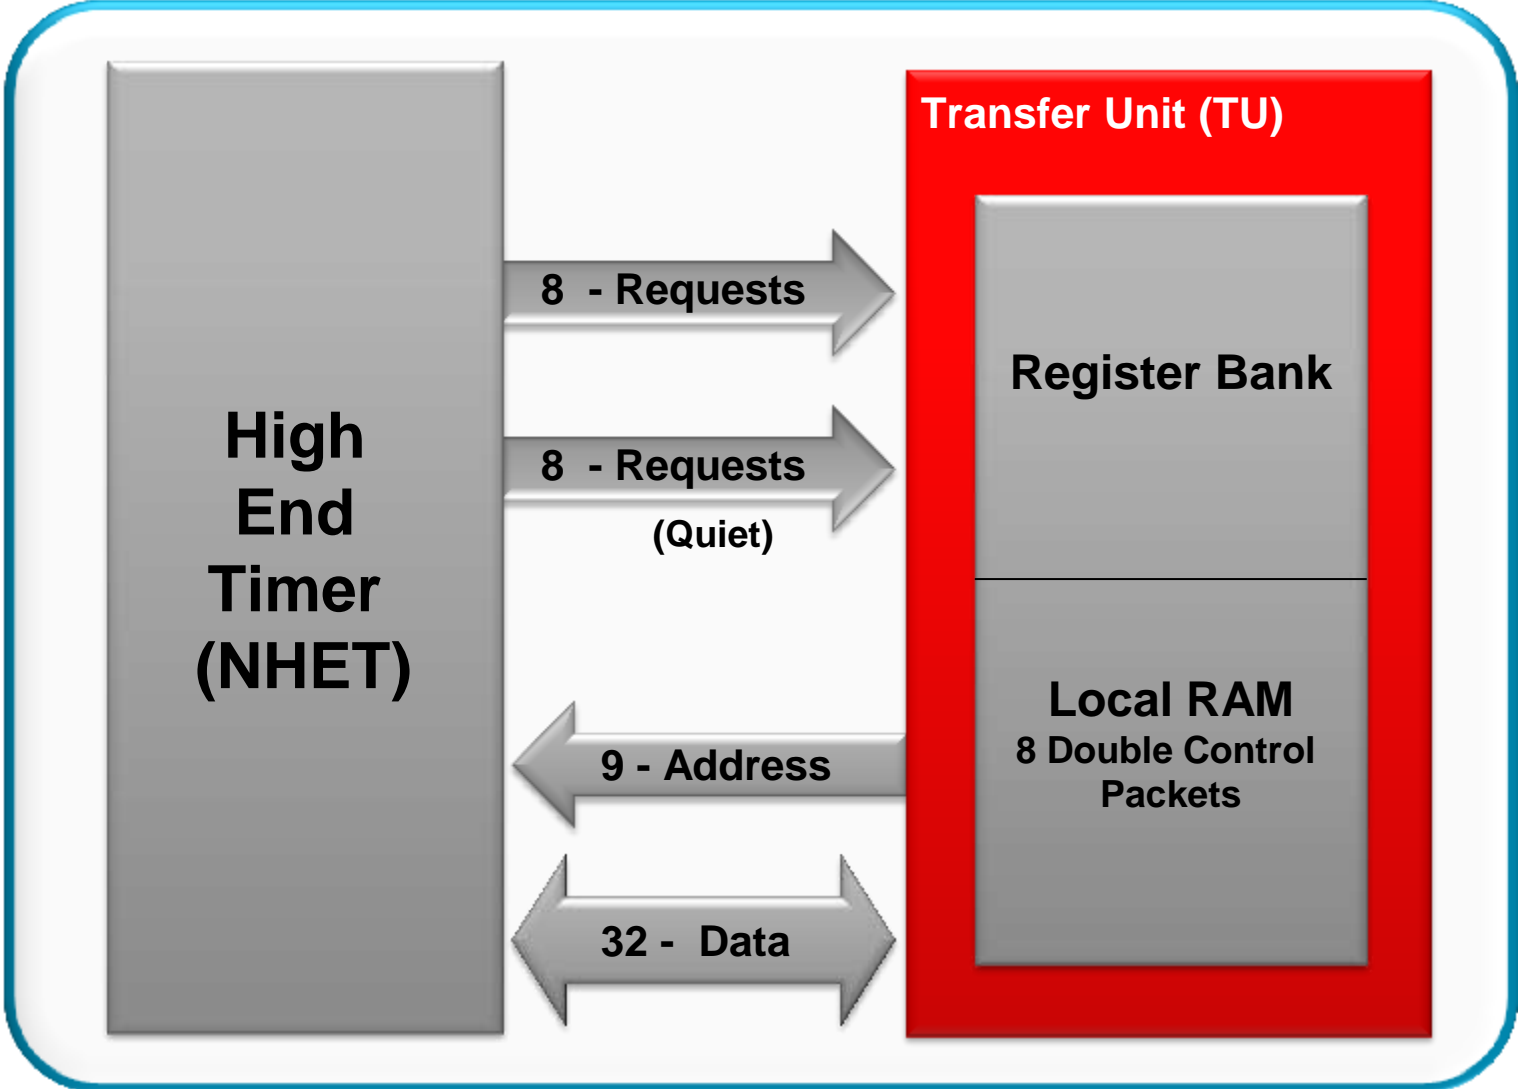 High
End
Timer
(NHET)
8 - Requests
8 - Requests
(Quiet)
9 - Address
32 - Data
Transfer Unit (TU)
Register Bank
Local RAM
8 Double Control
Packets